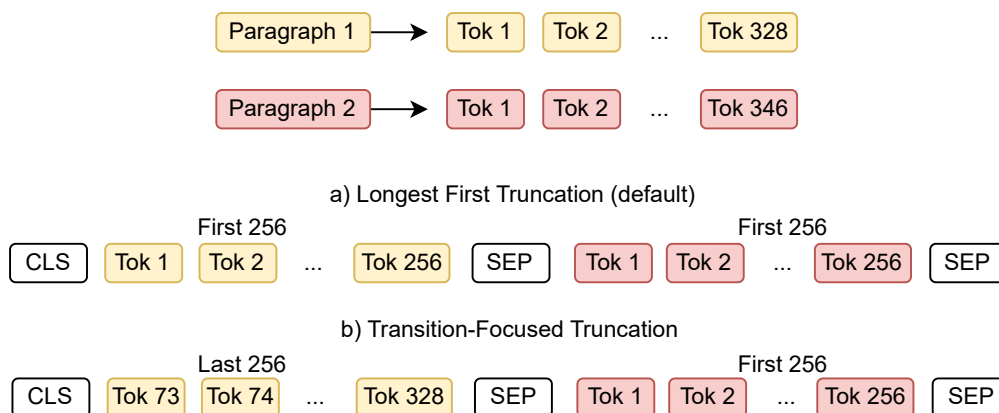 Paragraph 1 Tok 1 Tok 2 ... Tok 328
Paragraph 2 Tok 1 Tok 2 ... Tok 346
a) Longest First Truncation (default)
First 256 First 256
CLS Tok 1 Tok 2 ... Tok 256 SEP Tok 1 Tok 2 ... Tok 256 SEP
b) Transition-Focused Truncation
Last 256 First 256
CLS Tok 73 Tok 74 ... Tok 328 SEP Tok 1 Tok 2 ... Tok 256 SEP